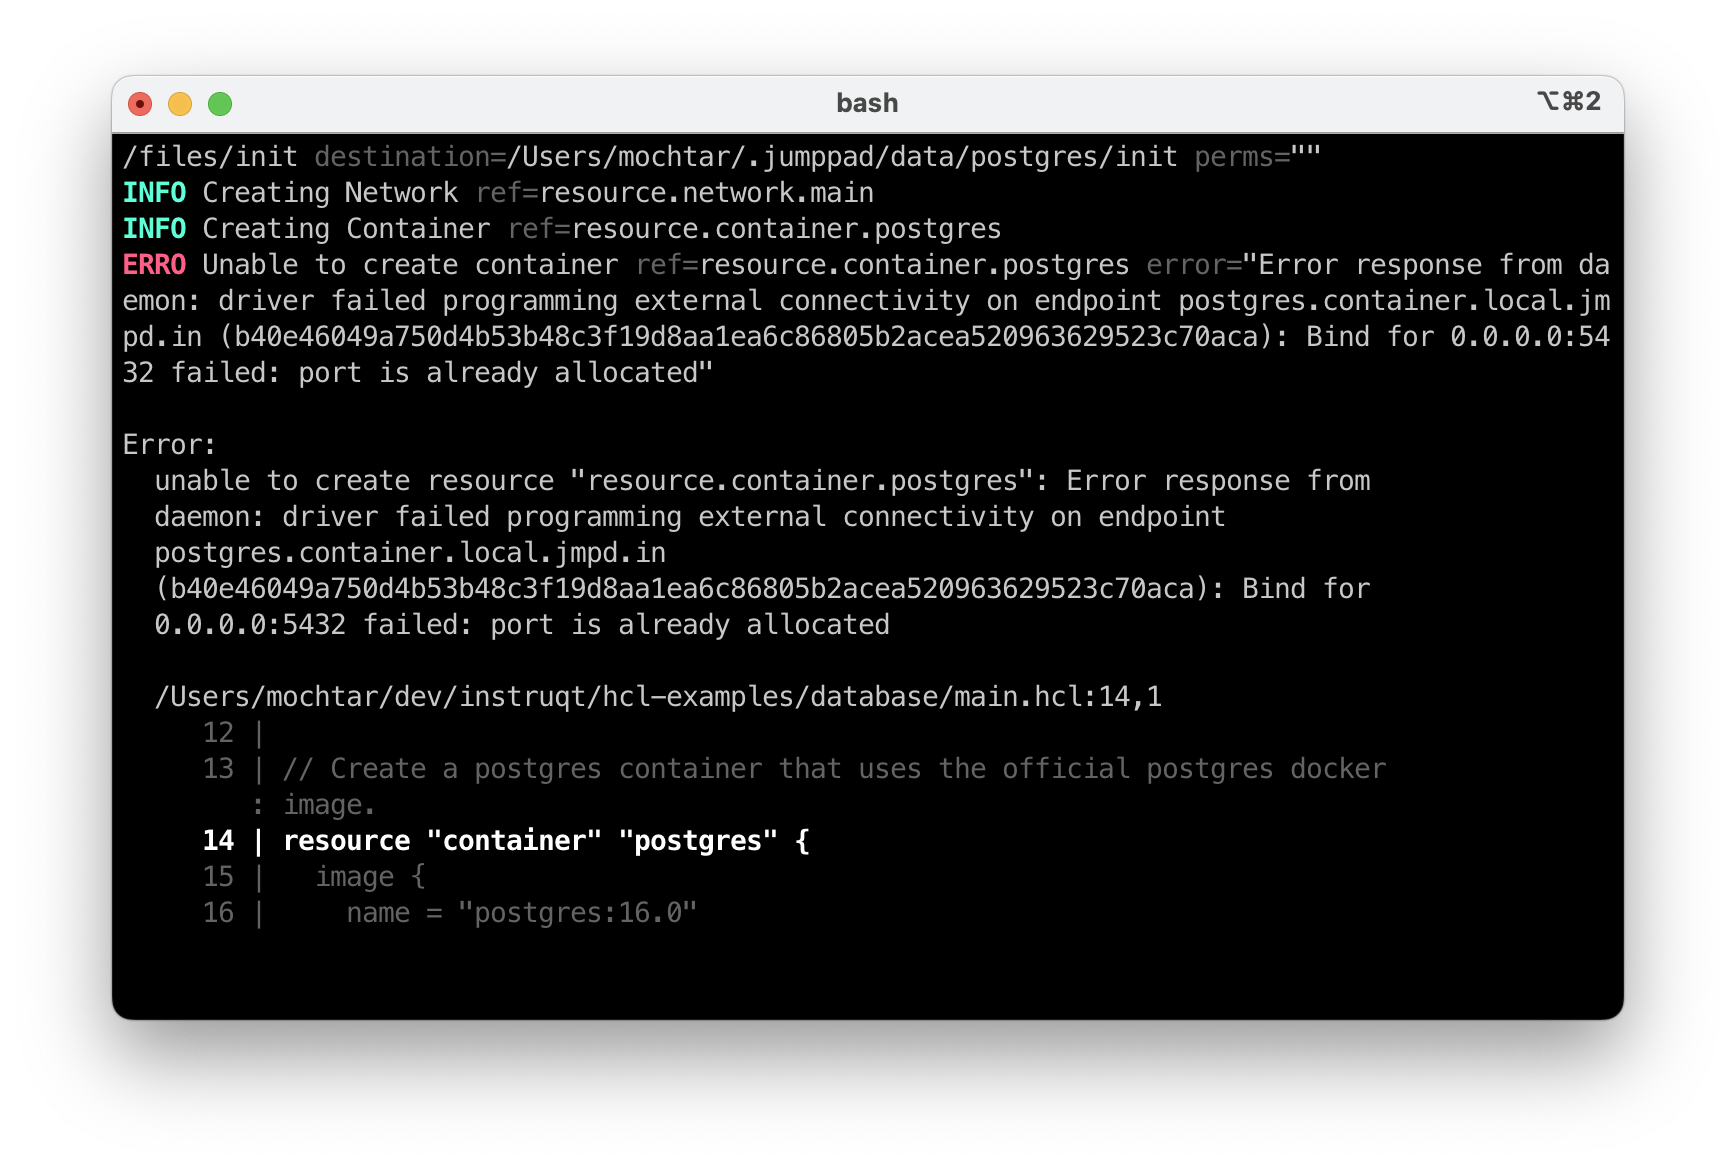 bash
⌥⌘2
/files/init destination=/Users/mochtar/.jumppad/data/postgres/init perms=""
INFO Creating Network ref=resource.network.main
INFO Creating Container ref=resource.container.postgres
ERRO Unable to create container ref=resource.container.postgres error="Error response from da
emon: driver failed programming external connectivity on endpoint postgres.container.local.jm
pd.in (b40e46049a750d4b53b48c3f19d8aa1ea6c86805b2acea520963629523c70aca): Bind for 0.0.0.0:54
32 failed: port is already allocated"
Error:
unable to create resource "resource.container.postgres": Error response from
daemon: driver failed programming external connectivity on endpoint
postgres.container.local.jmpd.in
(b40e46049a750d4b53b48c3f19d8aa1ea6c86805b2acea520963629523c70aca): Bind for
0.0.0.0:5432 failed: port is already allocated
/Users/mochtar/dev/instruqt/hcl-examples/database/main.hcl:14,1
12 |
13 | // Create a postgres container that uses the official postgres docker
: image.
14 | resource "container" "postgres" {
15 |   image {
16 |     name = "postgres:16.0"